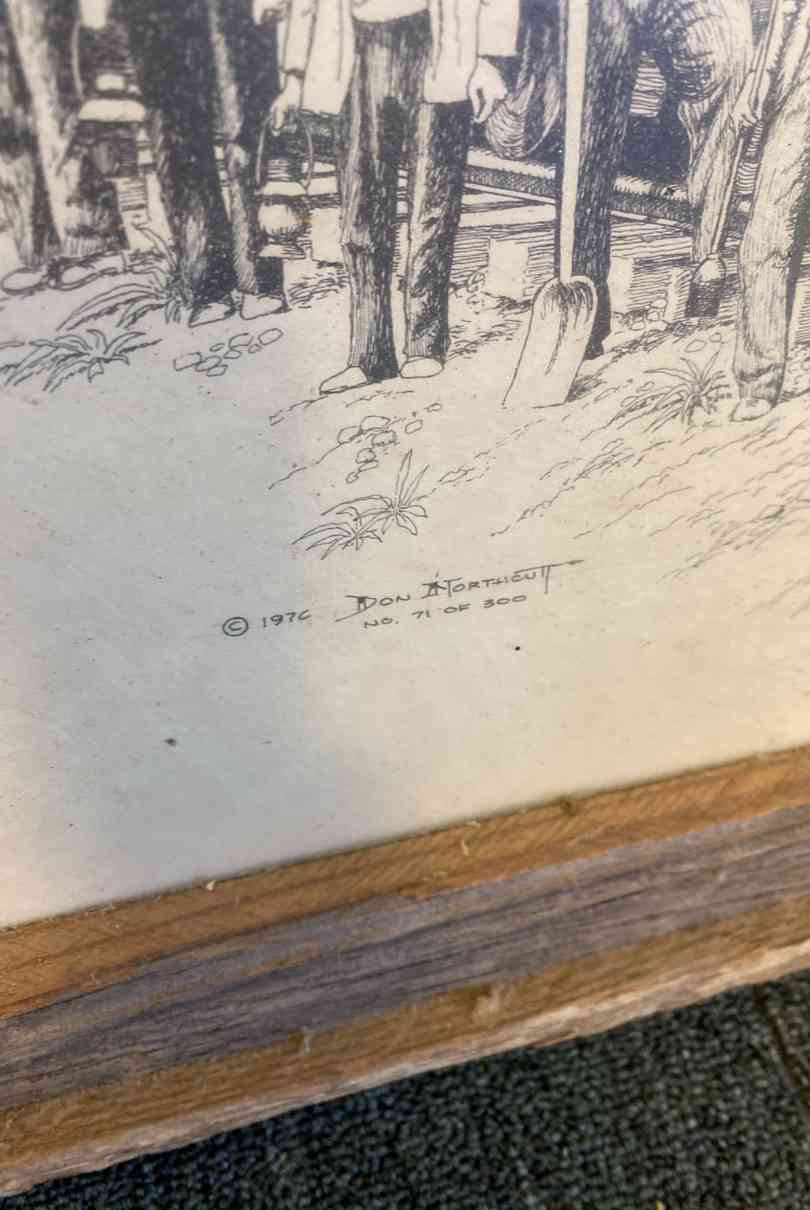 © 1976 DON NORTHCUTT
NO. 71 OF 300